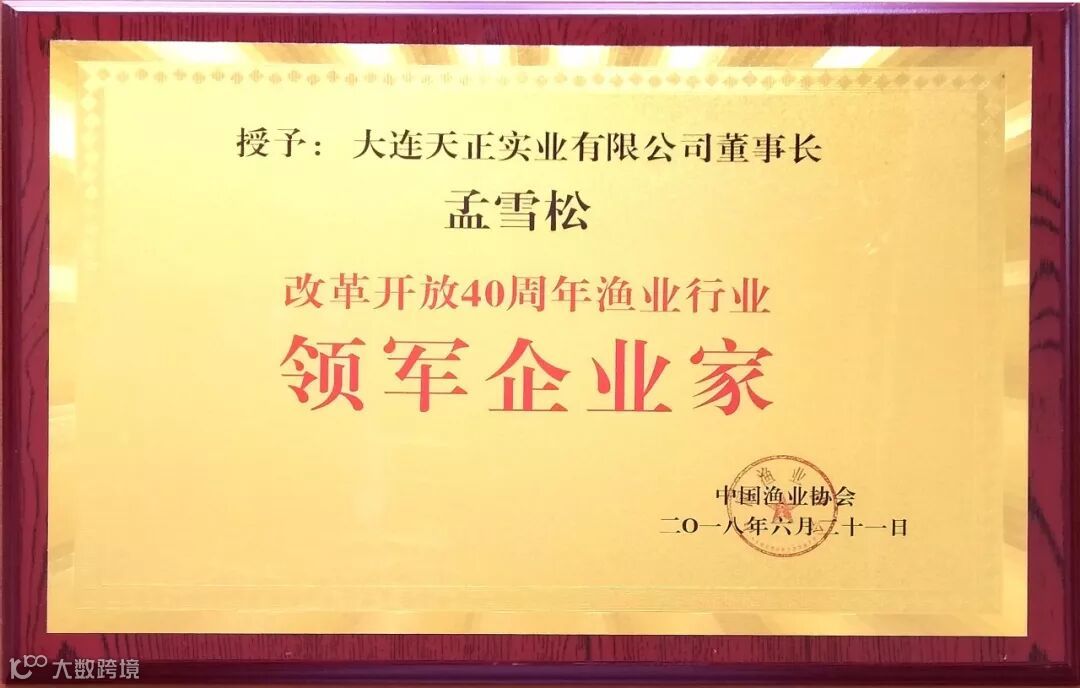 授予：大连天正实业有限公司董事长
孟雪松
改革开放40周年渔业行业
领军企业家
中国渔业协会
二〇一八年六月二十一日
大数跨境